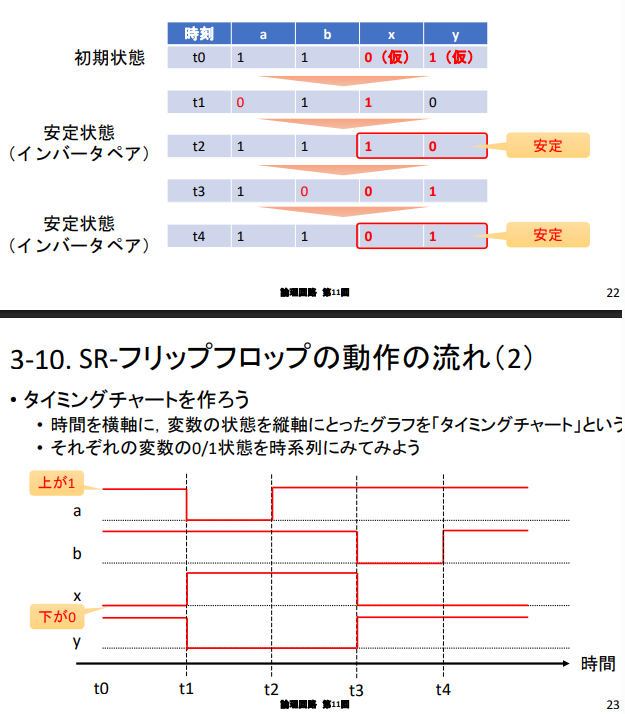 時刻 a b x y
初期状態 t0 1 1 0（仮） 1（仮）
t1 0 1 1 0
安定状態
（インバータペア）
t2 1 1 1 0 安定
t3 1 0 0 1
安定状態
（インバータペア）
t4 1 1 0 1 安定
論理回路 第11回 22
3-10. SR-フリップフロップの動作の流れ（2）
• タイミングチャートを作ろう
• 時間を横軸に，変数の状態を縦軸にとったグラフを「タイミングチャート」という
• それぞれの変数の0/1状態を時系列にみてみよう
上が1
a
b
x
下が0
y
時間
t0 t1 t2 t3 t4
論理回路 第11回 23